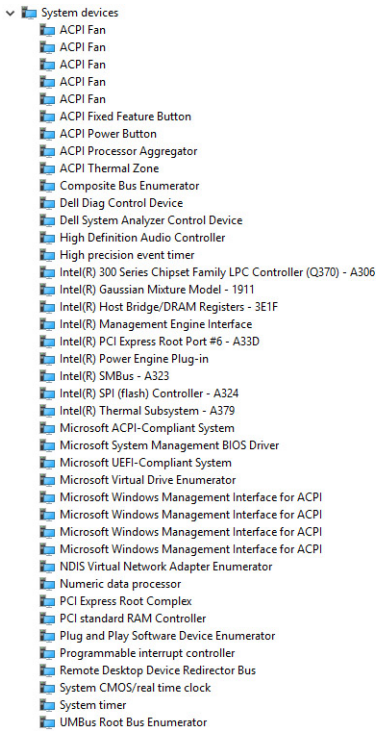 System devices
ACPI Fan
ACPI Fan
ACPI Fan
ACPI Fan
ACPI Fan
ACPI Fixed Feature Button
ACPI Power Button
ACPI Processor Aggregator
ACPI Thermal Zone
Composite Bus Enumerator
Dell Diag Control Device
Dell System Analyzer Control Device
High Definition Audio Controller
High precision event timer
Intel(R) 300 Series Chipset Family LPC Controller (Q370) - A306
Intel(R) Gaussian Mixture Model - 1911
Intel(R) Host Bridge/DRAM Registers - 3E1F
Intel(R) Management Engine Interface
Intel(R) PCI Express Root Port #6 - A33D
Intel(R) Power Engine Plug-in
Intel(R) SMBus - A323
Intel(R) SPI (flash) Controller - A324
Intel(R) Thermal Subsystem - A379
Microsoft ACPI-Compliant System
Microsoft System Management BIOS Driver
Microsoft UEFI-Compliant System
Microsoft Virtual Drive Enumerator
Microsoft Windows Management Interface for ACPI
Microsoft Windows Management Interface for ACPI
Microsoft Windows Management Interface for ACPI
Microsoft Windows Management Interface for ACPI
NDIS Virtual Network Adapter Enumerator
Numeric data processor
PCI Express Root Complex
PCI standard RAM Controller
Plug and Play Software Device Enumerator
Programmable interrupt controller
Remote Desktop Device Redirector Bus
System CMOS/real time clock
System timer
UMBus Root Bus Enumerator